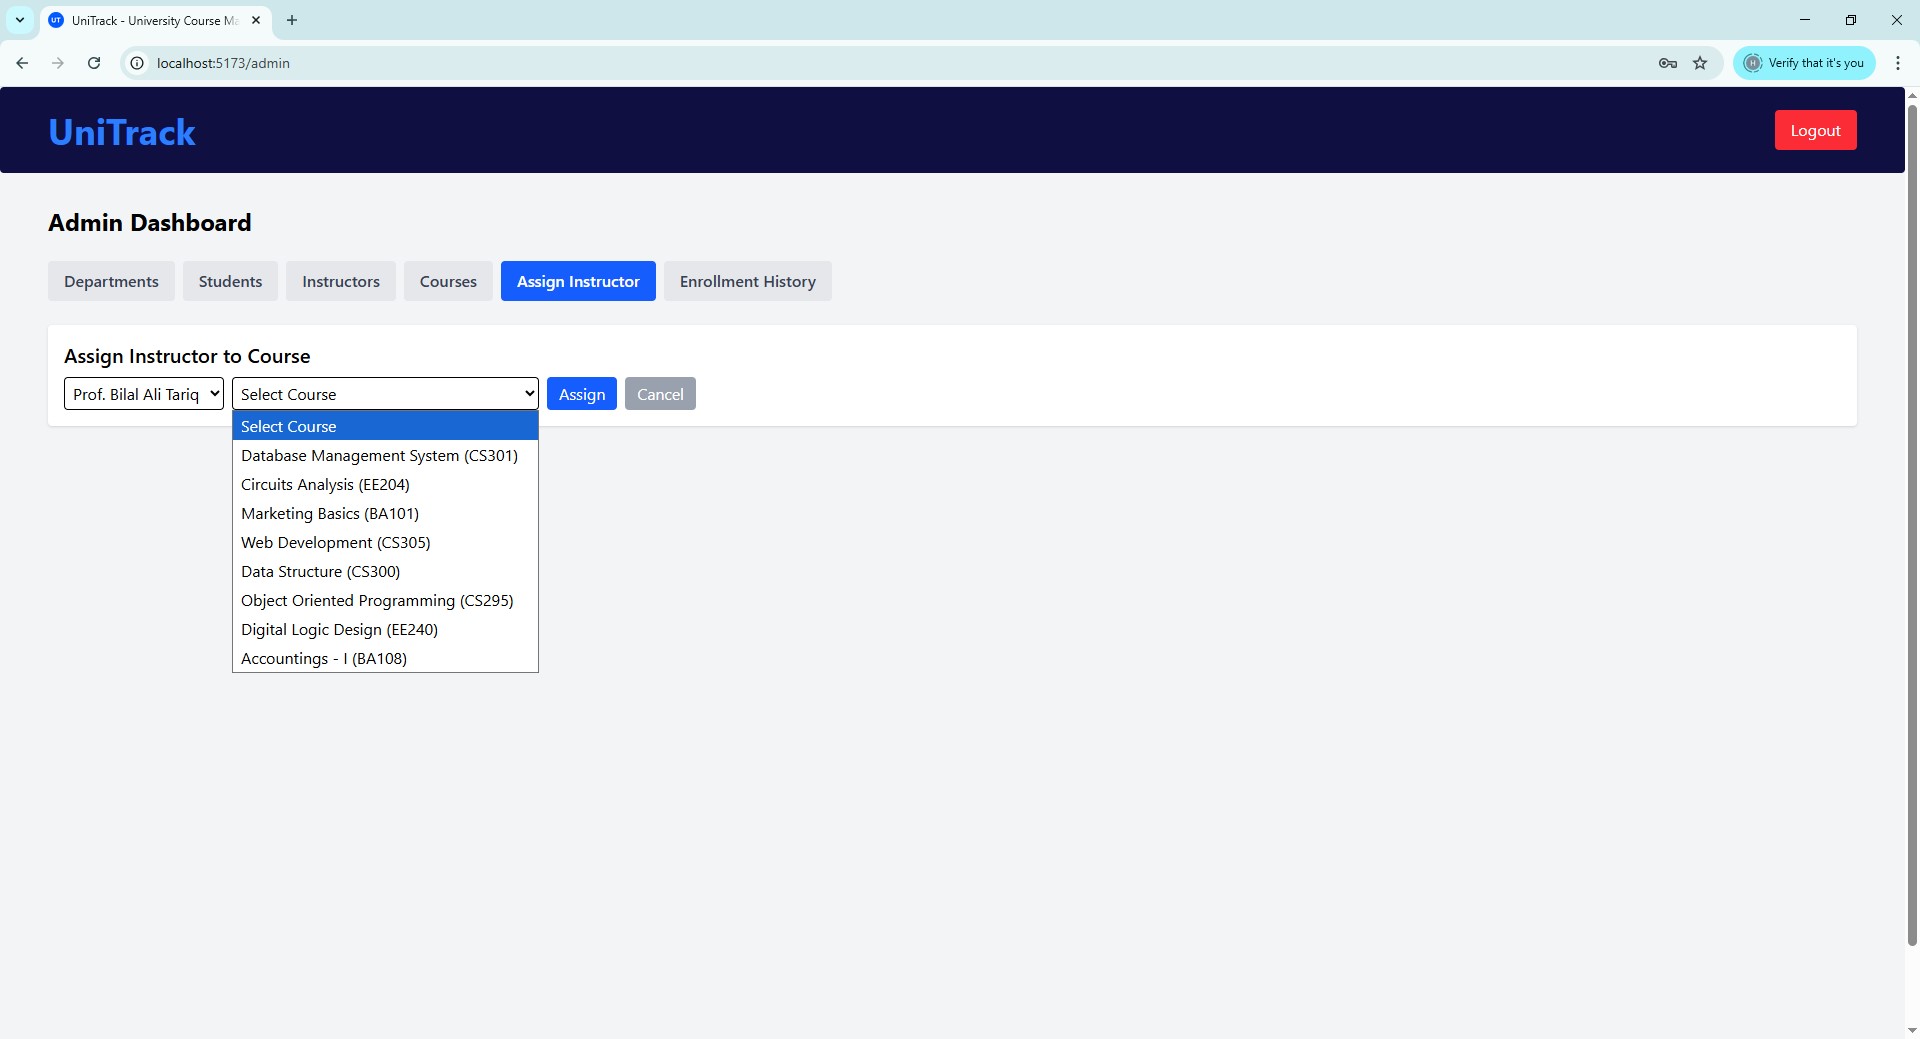 UT UniTrack - University Course Ma
localhost:5173/admin
H Verify that it's you
UniTrack
Logout
Admin Dashboard
Departments Students Instructors Courses Assign Instructor Enrollment History
Assign Instructor to Course
Prof. Bilal Ali Tariq Select Course Assign Cancel
Select Course
Database Management System (CS301)
Circuits Analysis (EE204)
Marketing Basics (BA101)
Web Development (CS305)
Data Structure (CS300)
Object Oriented Programming (CS295)
Digital Logic Design (EE240)
Accountings - I (BA108)